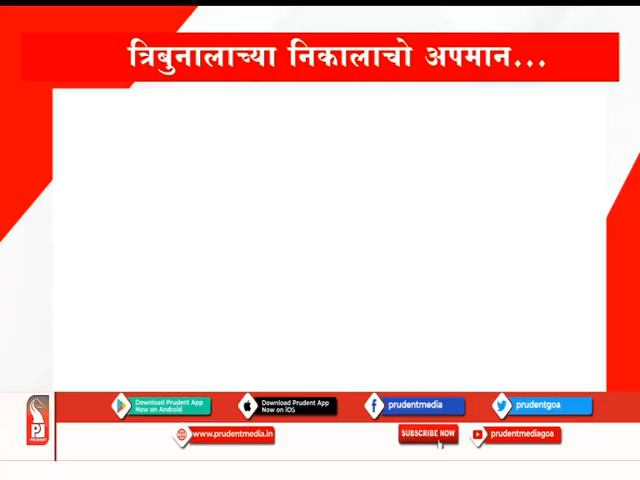 त्रिबुनालाच्या निकालाचो अपमान...
Download Prudent App
Now on Android
Download Prudent App
Now on iOS
prudentmedia
prudentgoa
PRUDENT
www.prudentmedia.in
SUBSCRIBE NOW
prudentmediagoa